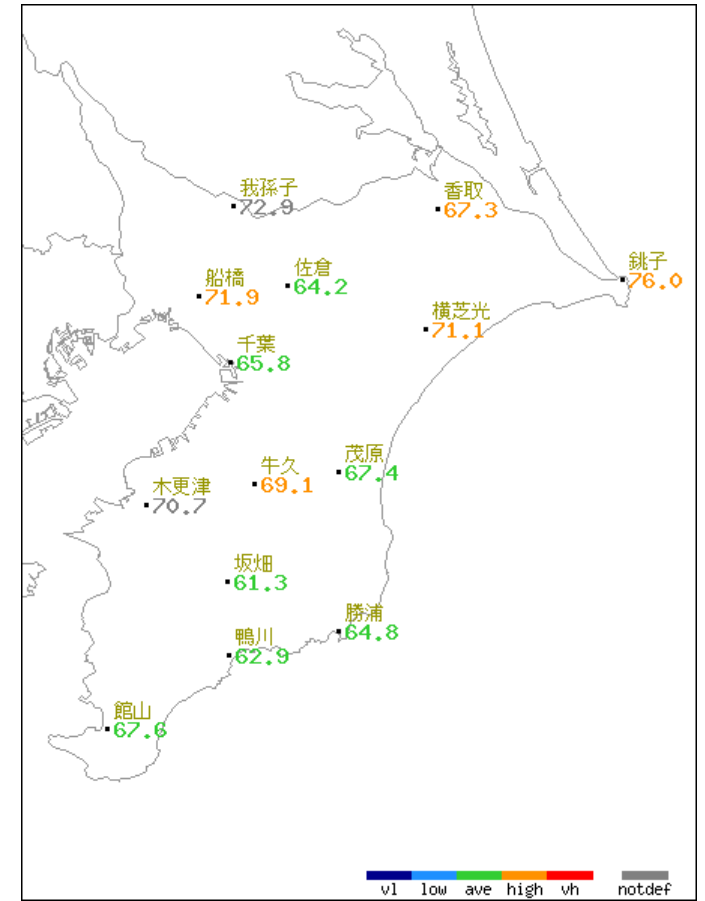 我孫子
72.9
香取
67.3
銚子
76.0
佐倉
64.2
船橋
71.9
横芝光
71.1
千葉
65.8
茂原
67.4
牛久
69.1
木更津
70.7
坂畑
61.3
勝浦
64.8
鴨川
62.9
館山
67.6
vl low ave high vh notdef